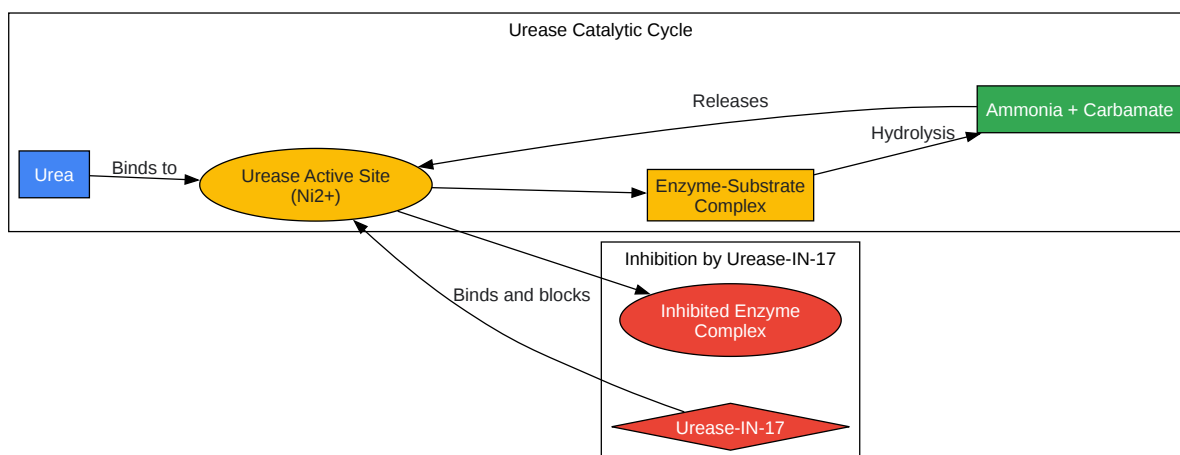 Urease Catalytic Cycle
Releases
Ammonia + Carbamate
Hydrolysis
Urea
Binds to
Urease Active Site
(Ni2+)
Enzyme-Substrate
Complex
Inhibition by Urease-IN-17
Binds and blocks
Inhibited Enzyme
Complex
Urease-IN-17